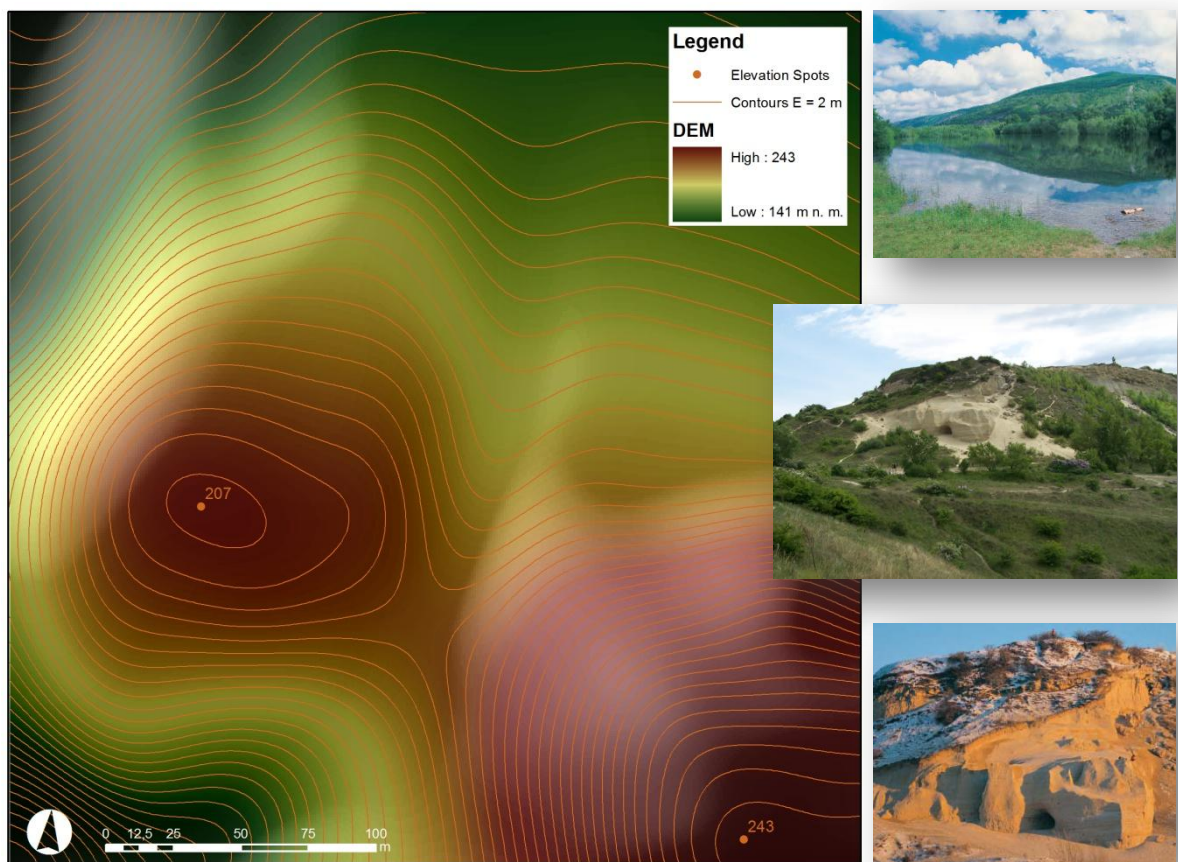 Legend
Elevation Spots
Contours E = 2 m
DEM
High : 243
Low : 141 m n. m.
207
243
0 12,5 25 50 75 100
m